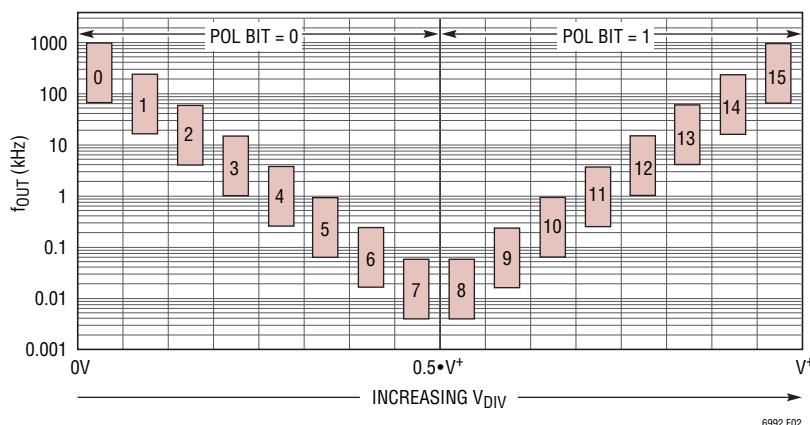 POL BIT = 0
POL BIT = 1
1000
100
10
1
0.1
0.01
0.001
fOUT (kHz)
0
1
2
3
4
5
6
7
8
9
10
11
12
13
14
15
0V
0.5•V+
V+
INCREASING VDIV
6992 F02